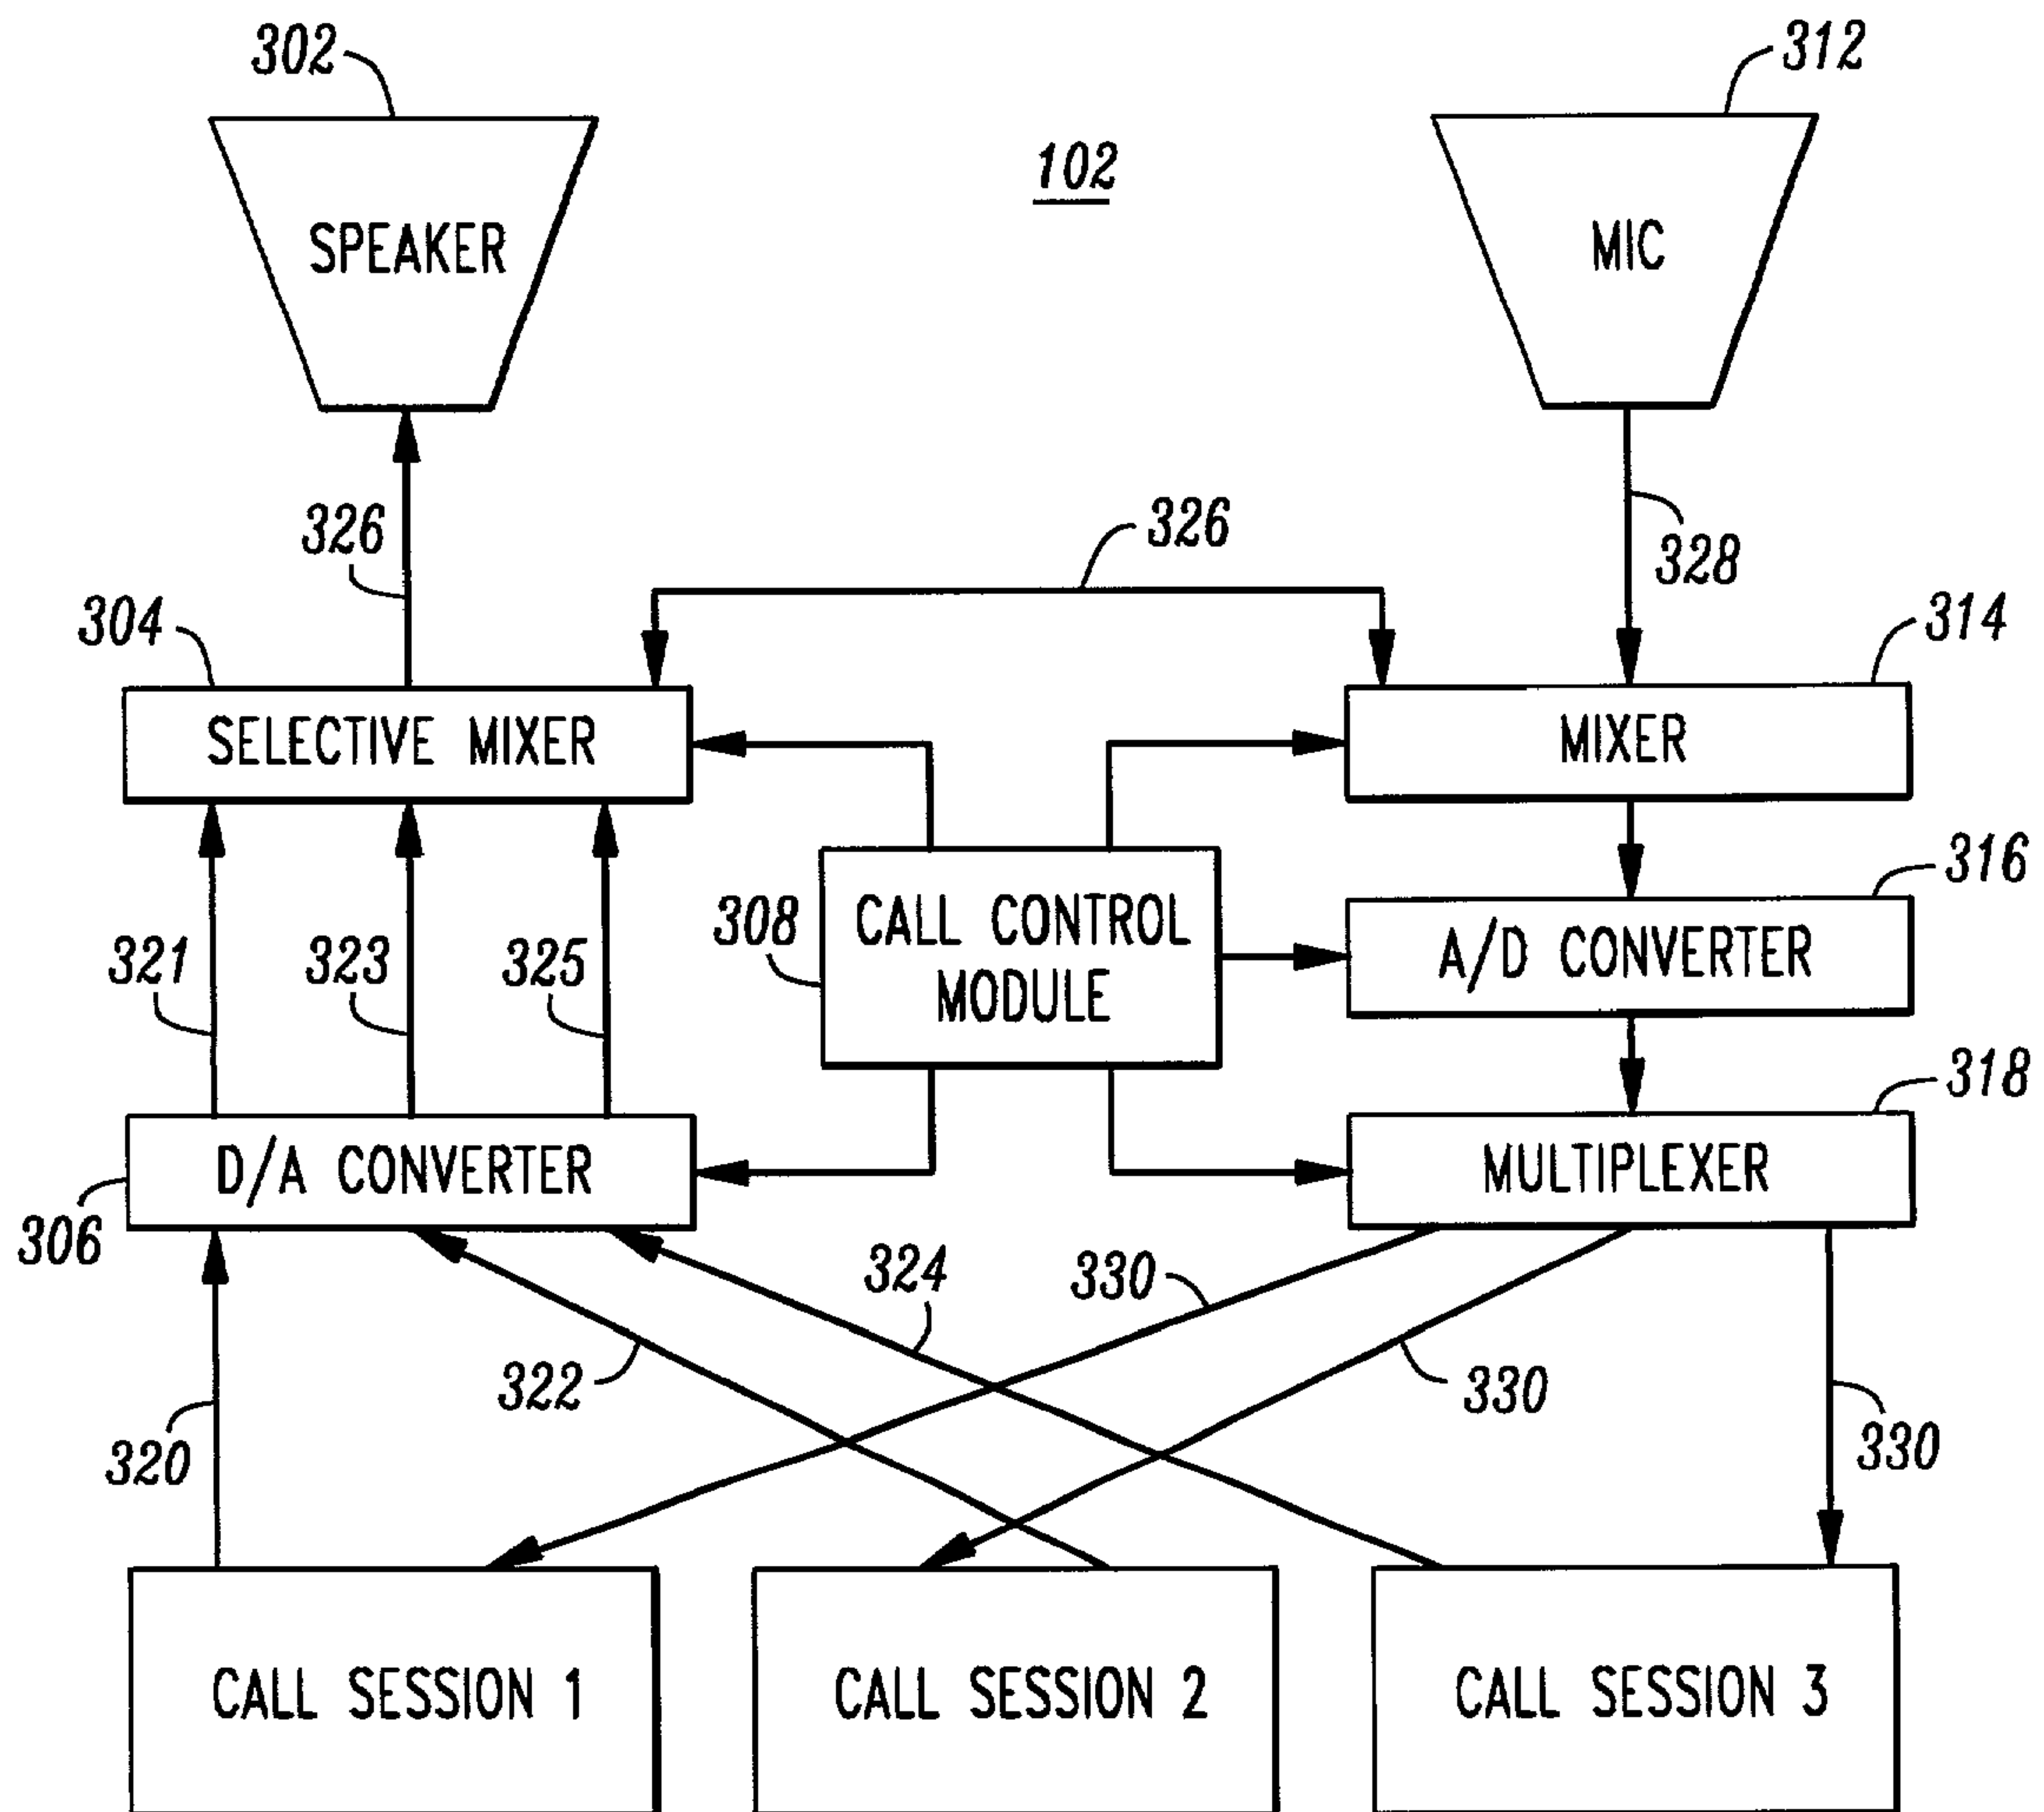 302
312
102
SPEAKER
MIC
326
326
328
304
314
SELECTIVE MIXER
MIXER
316
308
CALL CONTROL
MODULE
321
323
325
A/D CONVERTER
318
D/A CONVERTER
MULTIPLEXER
306
324
330
322
330
320
330
CALL SESSION 1
CALL SESSION 2
CALL SESSION 3